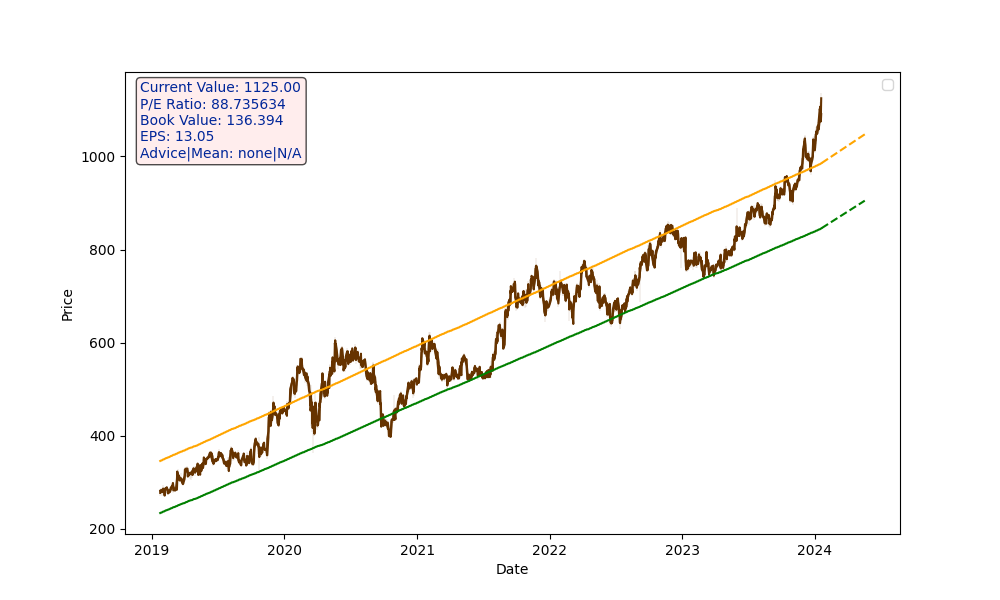 Current Value: 1125.00
P/E Ratio: 88.735634
Book Value: 136.394
EPS: 13.05
Advice|Mean: none|N/A
1000
800
600
400
200
Price
2019 2020 2021 2022 2023 2024
Date